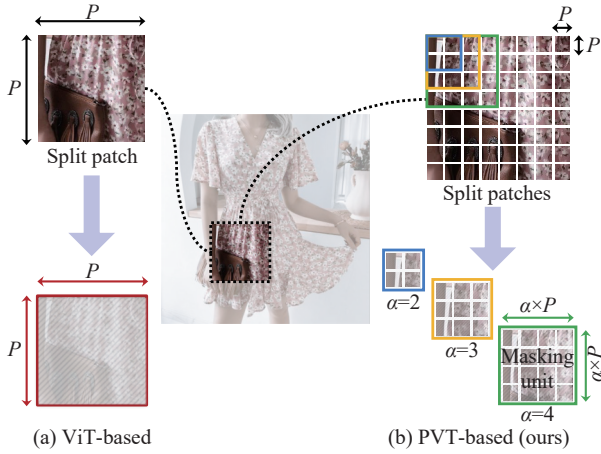 P
P
Split patch
P
P
(a) ViT-based
P
P
Split patches
α=2
α=3
α×P
α×P
Masking
unit
α=4
(b) PVT-based (ours)